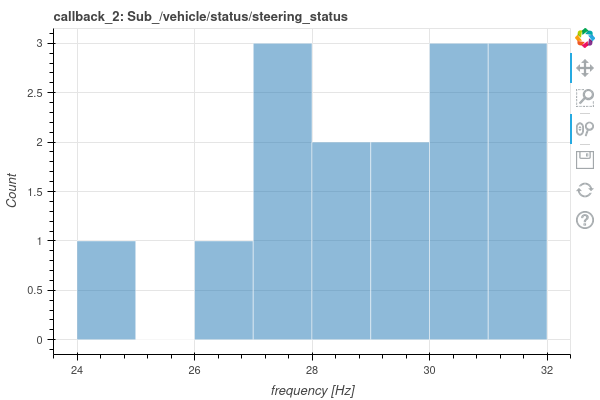 callback_2: Sub_/vehicle/status/steering_status
3
2.5
2
1.5
1
0.5
0
Count
24 26 28 30 32
frequency [Hz]